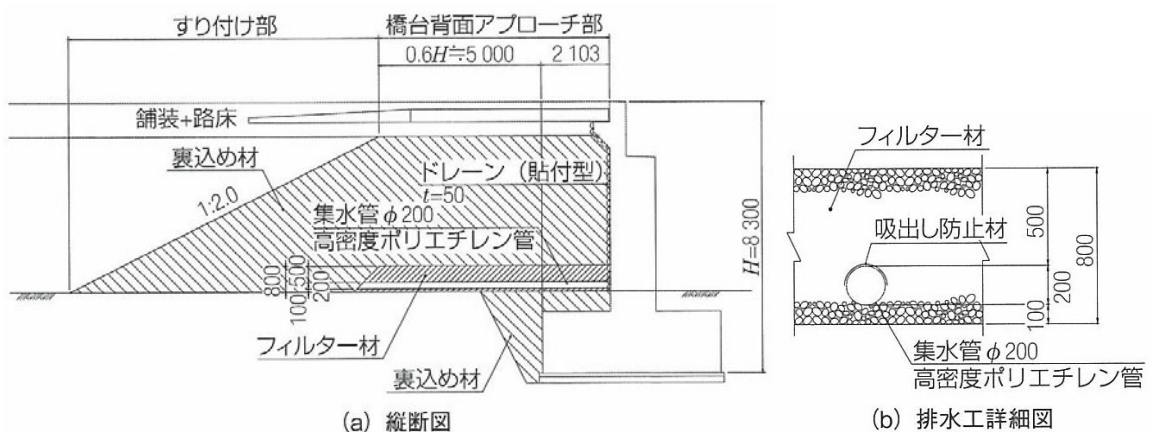 すり付け部
橋台背面アプローチ部
0.6H≒5 000
2 103
舗装+路床
裏込め材
1:2.0
ドレーン(貼付型)
t=50
集水管φ200
高密度ポリエチレン管
800
100
500
200
H=8 300
フィルター材
裏込め材
(a) 縦断図
フィルター材
吹出し防止材
500
800
200
100
集水管φ200
高密度ポリエチレン管
(b) 排水工詳細図